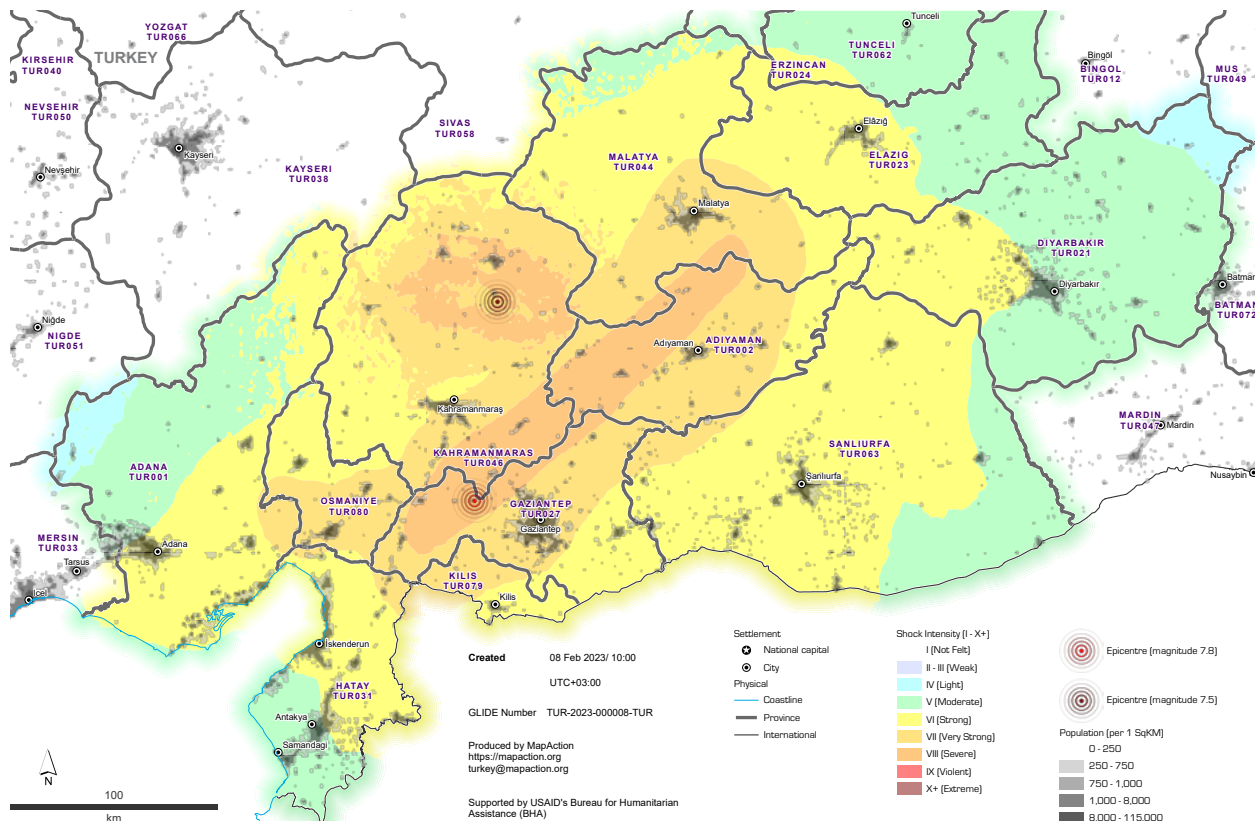 YOZGAT
TUR066
TURKEY
KIRSEHIR
TUR040
NEVSEHIR
TUR050
Nevşehir
Kayseri
KAYSERI
TUR038
SIVAS
TUR058
MALATYA
TUR044
Malatya
ERZINCAN
TUR024
Tunceli
TUNCELI
TUR062
Bingöl
BINGOL
TUR012
MUS
TUR049
Elâzığ
ELAZIG
TUR023
DIYARBAKIR
TUR021
Diyarbakır
Batman
BATMAN
TUR072
Niğde
NIGDE
TUR051
Adıyaman
ADIYAMAN
TUR002
Kahramanmaraş
KAHRAMANMARAS
TUR046
MARDIN
TUR047
Mardin
Nusaybin
SANLIURFA
TUR063
Şanlıurfa
ADANA
TUR001
Adana
OSMANIYE
TUR080
GAZIANTEP
TUR027
Gaziantep
MERSIN
TUR033
Tarsus
Icel
KILIS
TUR079
Kilis
İskenderun
HATAY
TUR031
Antakya
Samandagi
N
100
km
Created 08 Feb 2023/ 10:00
UTC+03:00
GLIDE Number TUR-2023-000008-TUR
Produced by MapAction
https://mapaction.org
turkey@mapaction.org
Supported by USAID's Bureau for Humanitarian
Assistance (BHA)
Settlement
National capital
City
Physical
Coastline
Province
International
Shock Intensity [I - X+]
I [Not Felt]
II - III [Weak]
IV [Light]
V [Moderate]
VI [Strong]
VII [Very Strong]
VIII [Severe]
IX [Violent]
X+ [Extreme]
Epicentre [magnitude 7.8]
Epicentre [magnitude 7.5]
Population [per 1 SqKM]
0 - 250
250 - 750
750 - 1,000
1,000 - 8,000
8,000 - 115,000